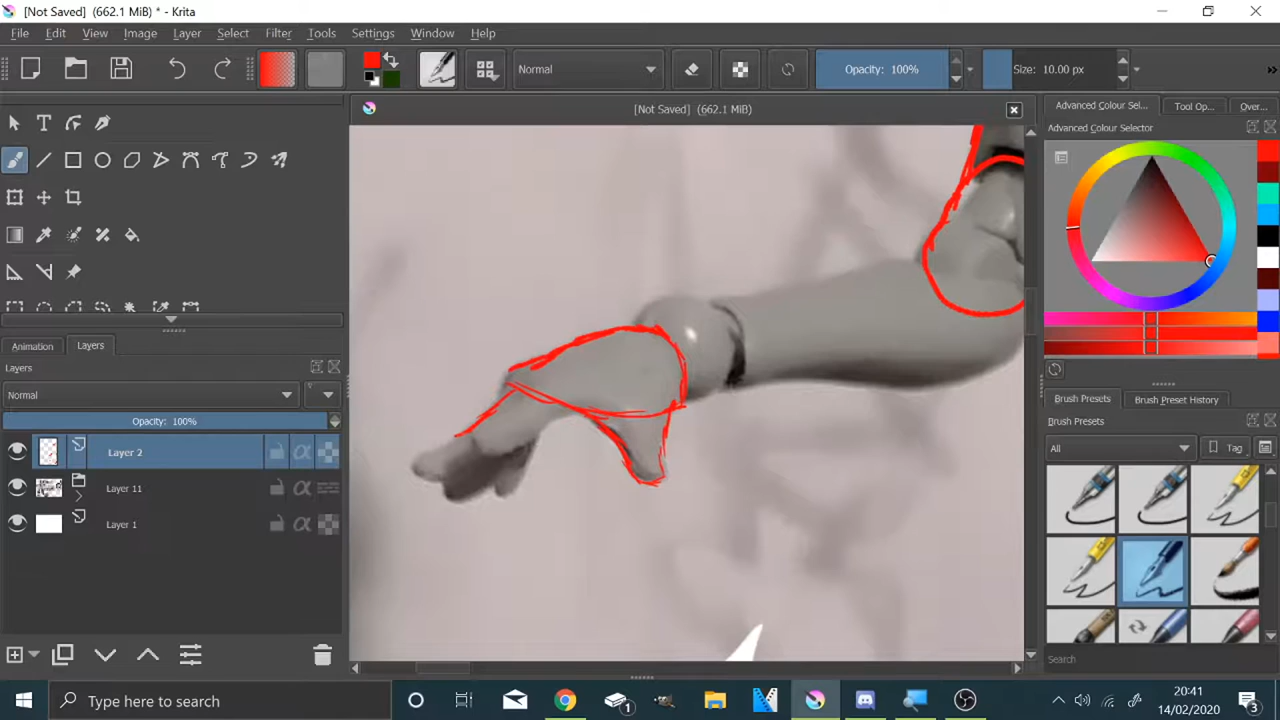 [Not Saved] (662.1 MiB) * - Krita
File Edit View Image Layer Select Filter Tools Settings Window Help
Normal
Opacity: 100%
Size: 10.00 px
[Not Saved] (662.1 MiB)
Advanced Colour Sel... Tool Op... Over...
Advanced Colour Selector
Animation Layers
Layers
Normal
Opacity: 100%
Layer 2
Layer 11
Layer 1
Brush Presets Brush Preset History
Brush Presets
All
Tag
Search
Type here to search
1
20:41
14/02/2020
3